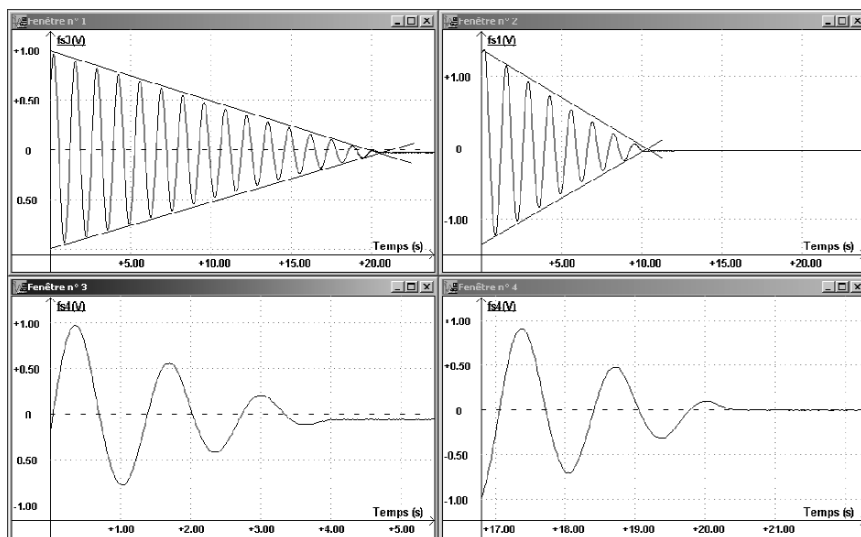 Fenêtre n° 1
fs3(V)
+1.00
+0.50
0
0.50
Temps (s)
+5.00 +10.00 +15.00 +20.00
Fenêtre n° 2
fs1(V)
+1.00
0
-1.00
Temps (s)
+5.00 +10.00 +15.00 +20.00
Fenêtre n° 3
fs4(V)
+1.00
+0.50
0
0.50
-1.00
Temps (s)
+1.00 +2.00 +3.00 +4.00 +5.0
Fenêtre n° 4
fs4(V)
+1.00
+0.50
0
0.50
-1.00
Temps (s)
+17.00 +18.00 +19.00 +20.00 +21.00